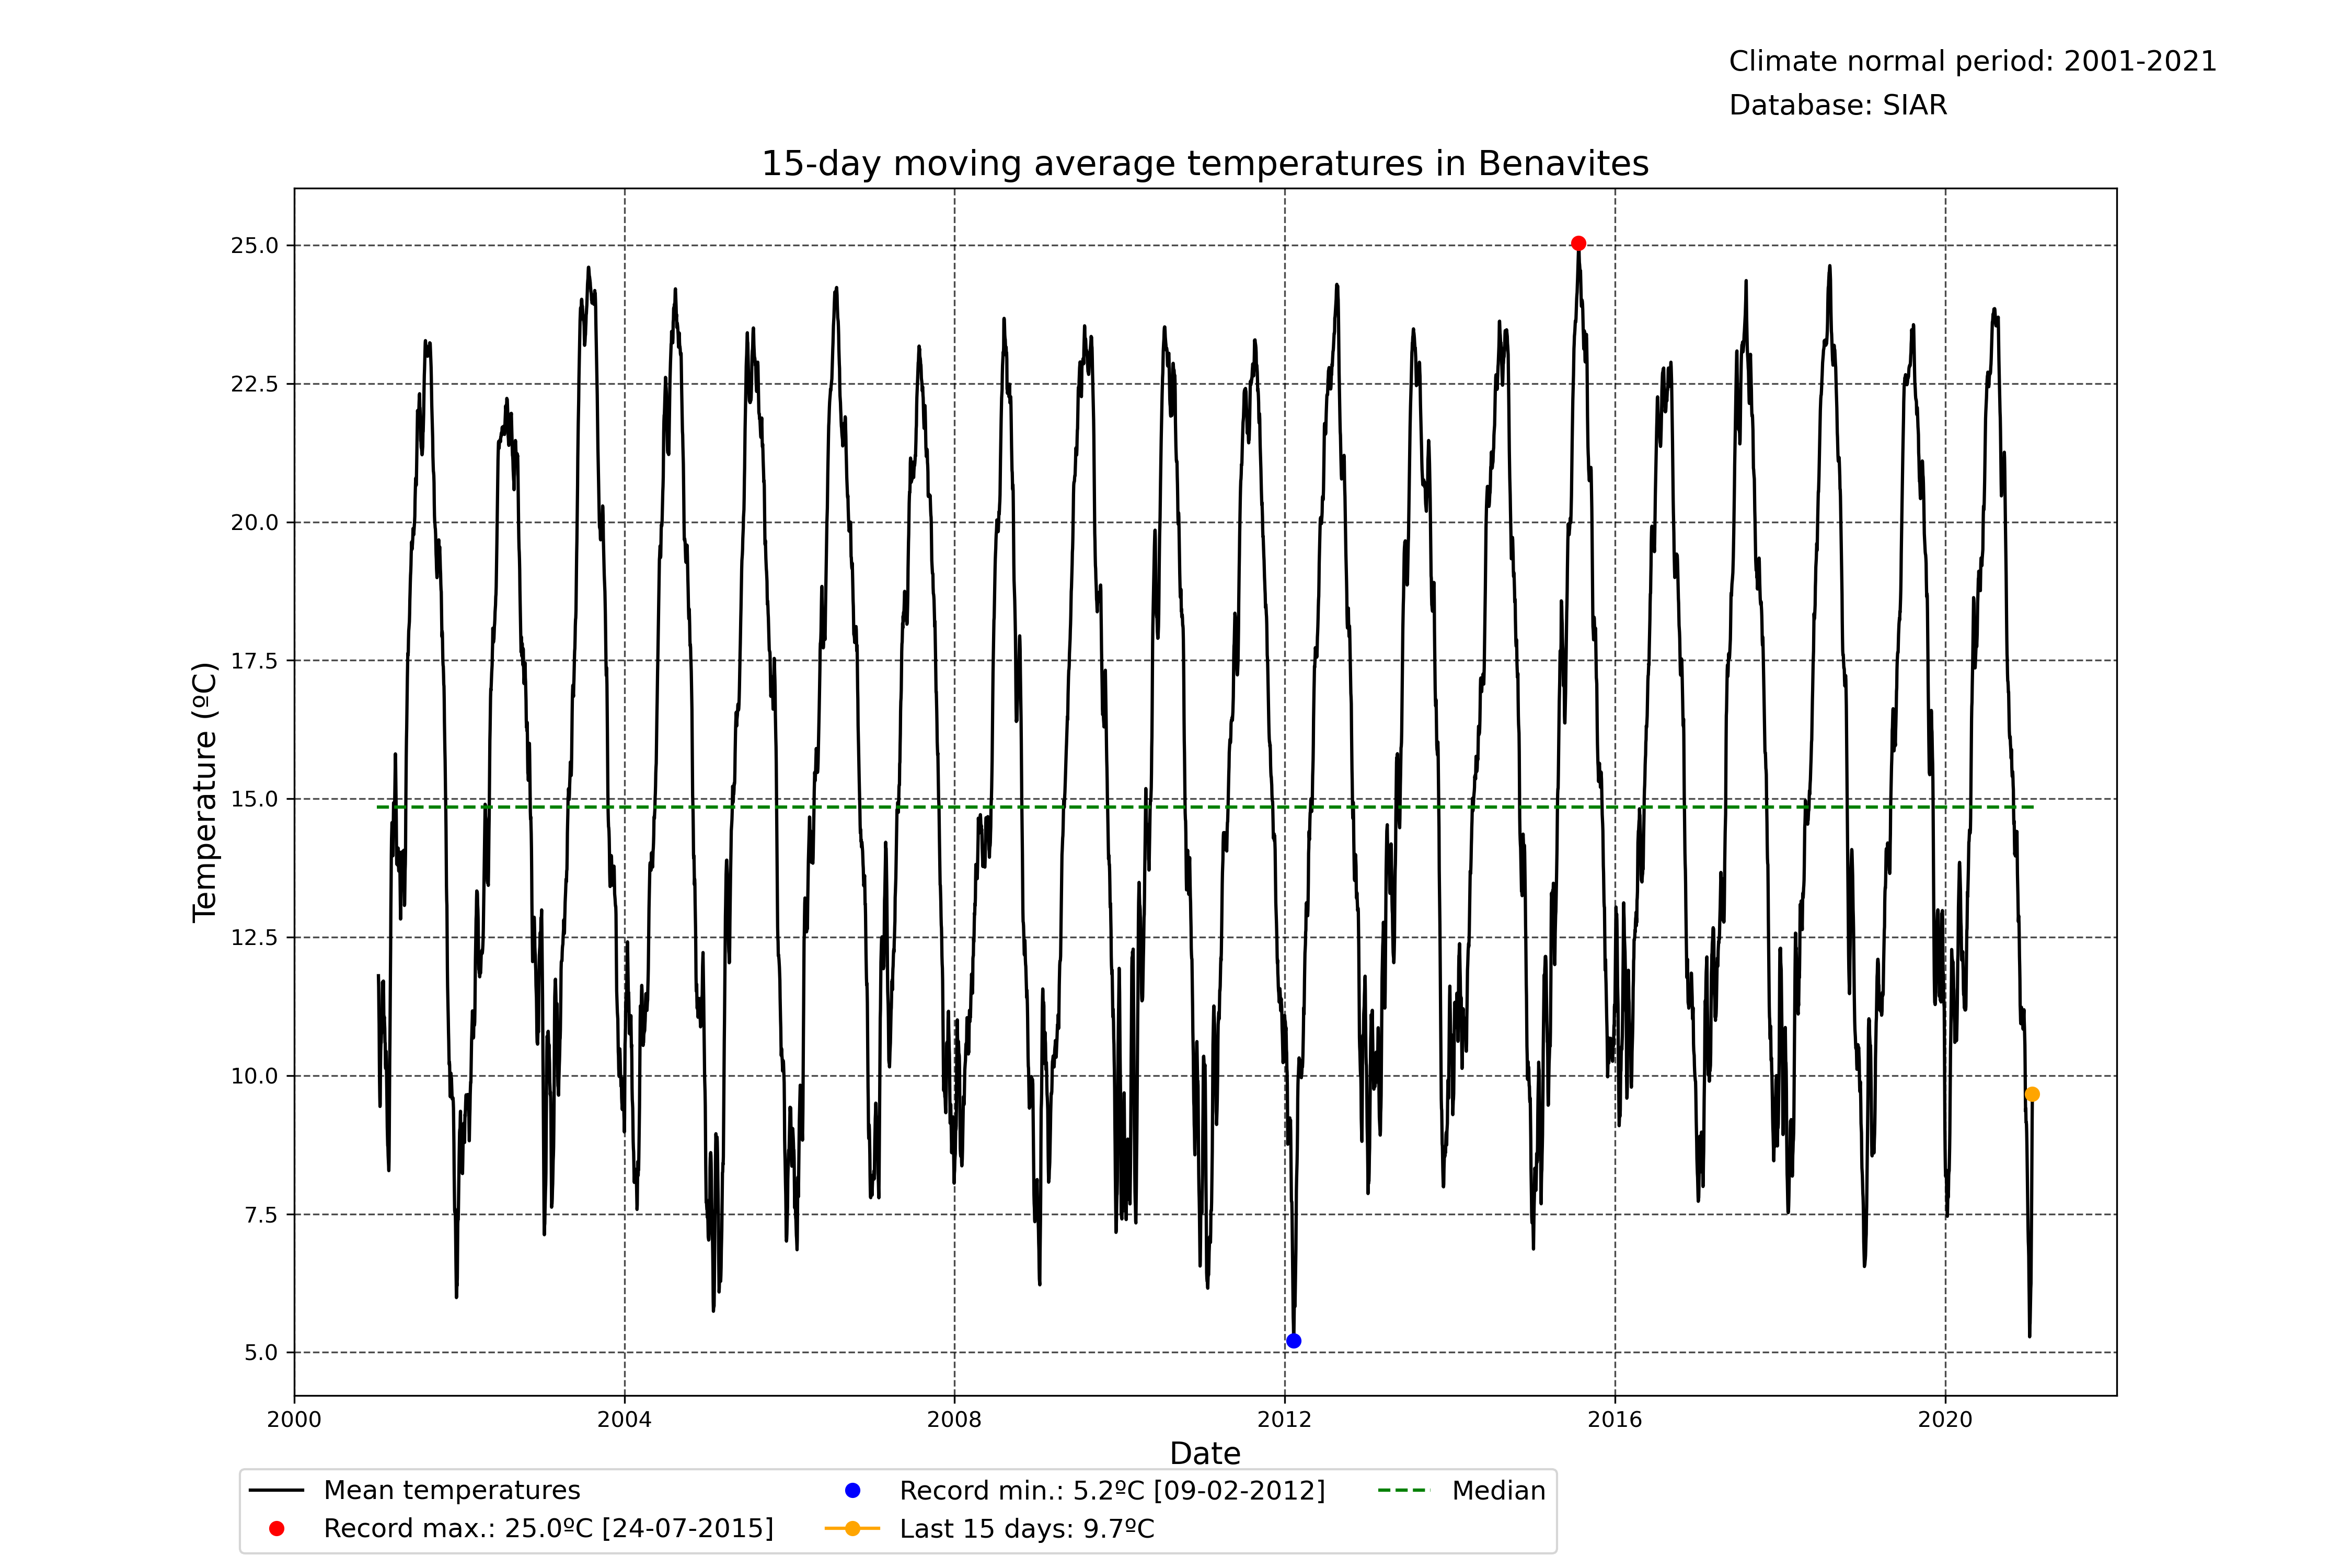 Climate normal period: 2001-2021
Database: SIAR
15-day moving average temperatures in Benavites
25.0
22.5
20.0
17.5
15.0
12.5
10.0
7.5
5.0
Temperature (ºC)
2000 2004 2008 2012 2016 2020
Date
Mean temperatures
Record max.: 25.0ºC [24-07-2015]
Record min.: 5.2ºC [09-02-2012]
Last 15 days: 9.7ºC
Median